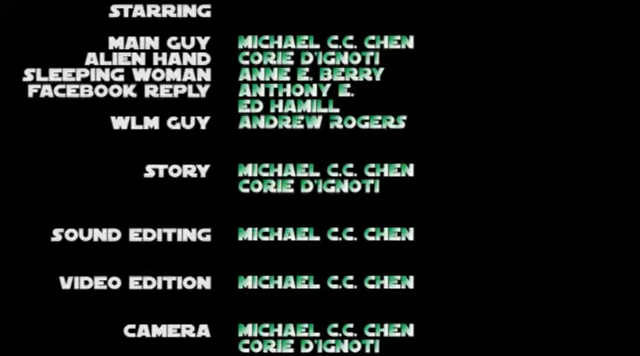 STARRING
MAIN GUY MICHAEL C.C. CHEN
ALIEN HAND CORIE D'IGNOTI
SLEEPING WOMAN ANNE E. BERRY
FACEBOOK REPLY ANTHONY E.
ED HAMILL
WLM GUY ANDREW ROGERS
STORY MICHAEL C.C. CHEN
CORIE D'IGNOTI
SOUND EDITING MICHAEL C.C. CHEN
VIDEO EDITION MICHAEL C.C. CHEN
CAMERA MICHAEL C.C. CHEN
CORIE D'IGNOTI